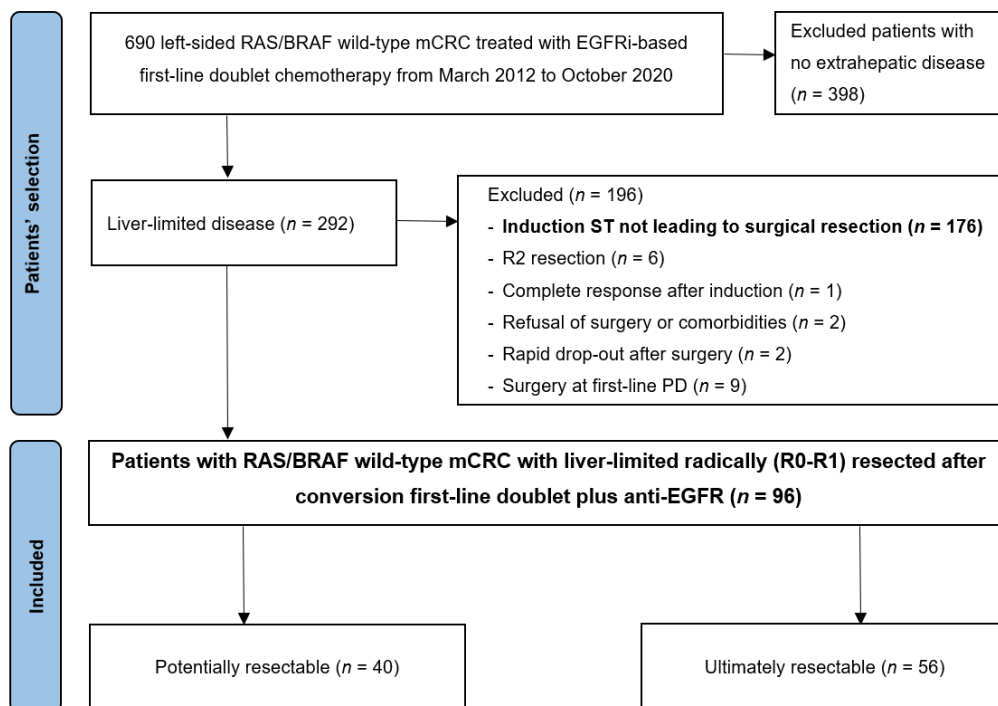 Patients' selection
690 left-sided RAS/BRAF wild-type mCRC treated with EGFRi-based
first-line doublet chemotherapy from March 2012 to October 2020
Excluded patients with
no extrahepatic disease
(n = 398)
Liver-limited disease (n = 292)
Excluded (n = 196)
- Induction ST not leading to surgical resection (n = 176)
- R2 resection (n = 6)
- Complete response after induction (n = 1)
- Refusal of surgery or comorbidities (n = 2)
- Rapid drop-out after surgery (n = 2)
- Surgery at first-line PD (n = 9)
Included
Patients with RAS/BRAF wild-type mCRC with liver-limited radically (R0-R1) resected after
conversion first-line doublet plus anti-EGFR (n = 96)
Potentially resectable (n = 40)
Ultimately resectable (n = 56)